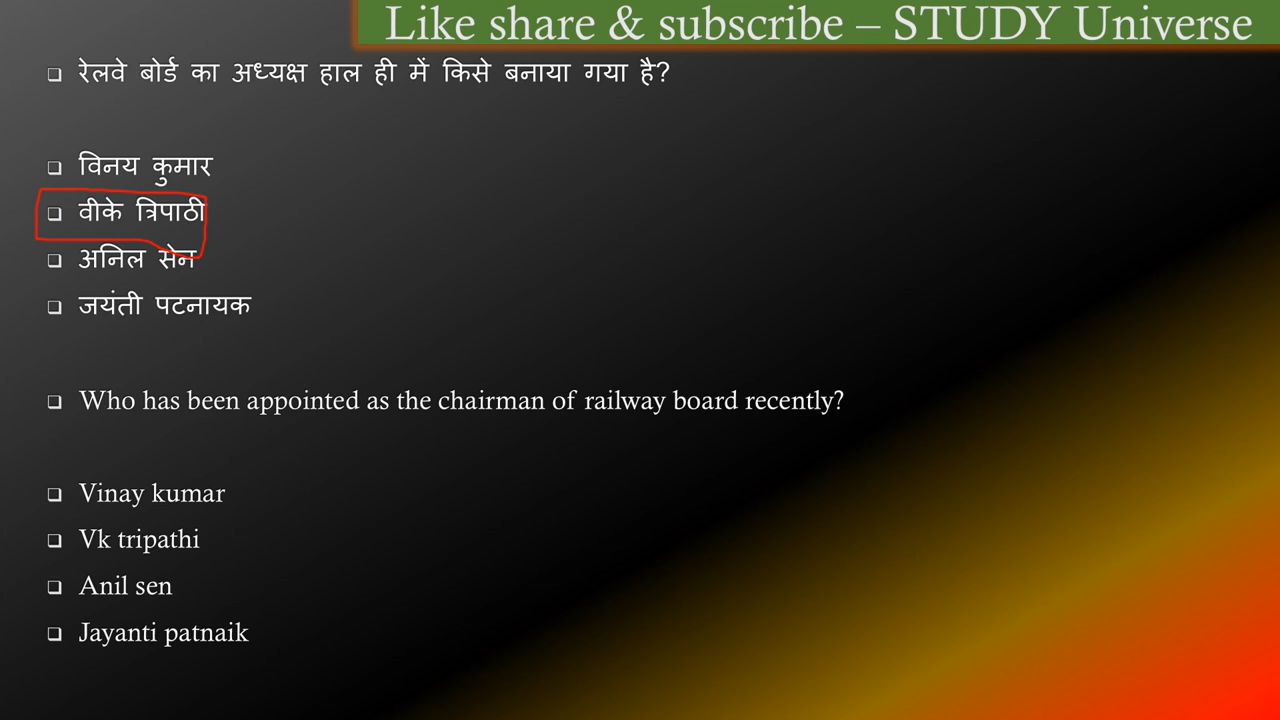 Like share & subscribe – STUDY Universe
रेलवे बोर्ड का अध्यक्ष हाल ही में किसे बनाया गया है?
विनय कुमार
वीके त्रिपाठी
अनिल सेन
जयंती पटनायक
Who has been appointed as the chairman of railway board recently?
Vinay kumar
Vk tripathi
Anil sen
Jayanti patnaik